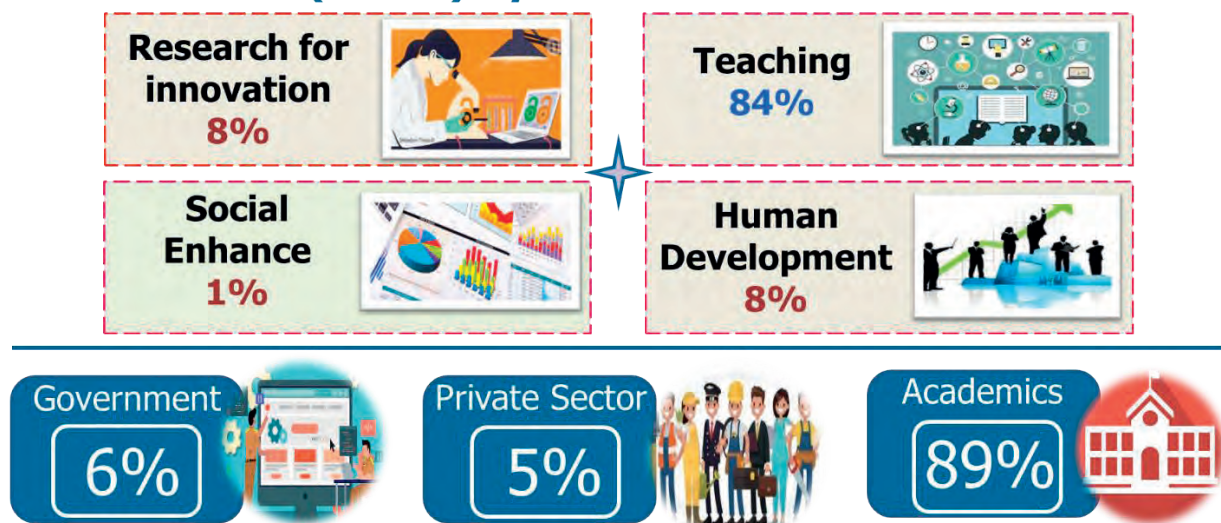 Research for
innovation
8%
Teaching
84%
Social
Enhance
1%
Human
Development
8%
Government
6%
Private Sector
5%
Academics
89%